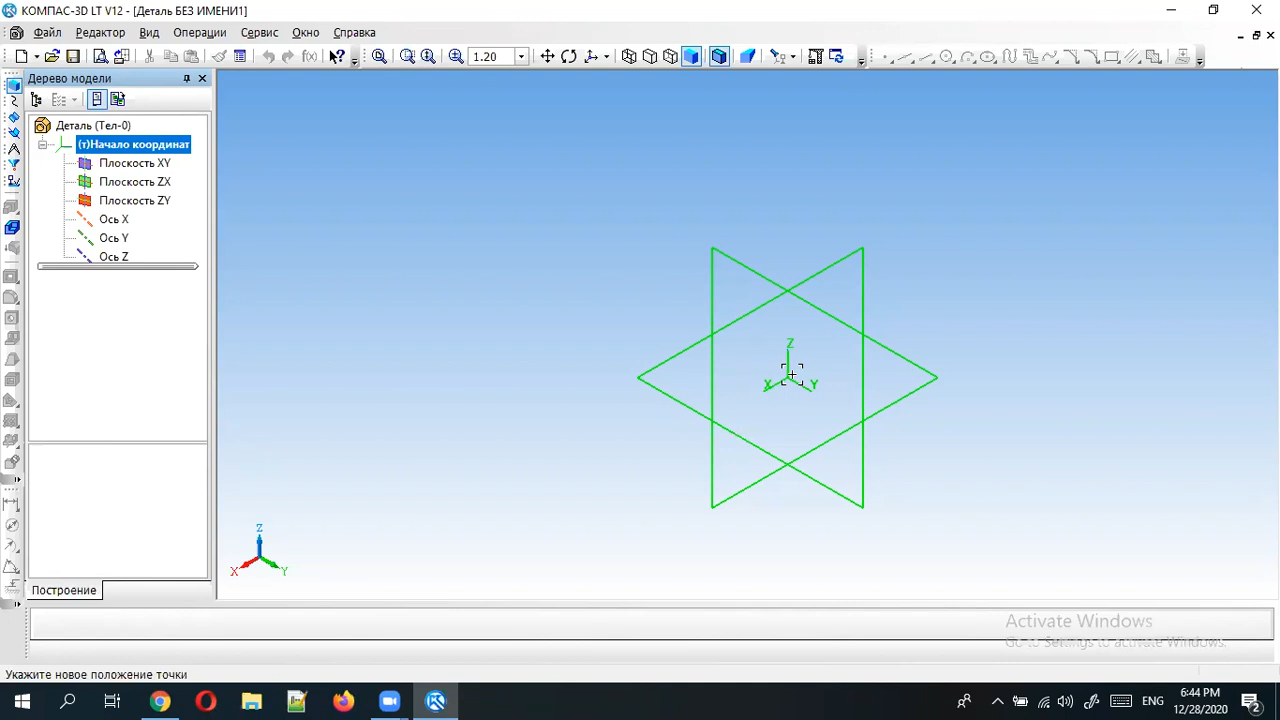 КОМПАС-3D LT V12 - [Деталь БЕЗ ИМЕНИ1]
Файл Редактор Вид Операции Сервис Окно Справка
f(x) 1.20
Дерево модели
Деталь (Тел-0)
(т)Начало координат
Плоскость XY
Плоскость ZX
Плоскость ZY
Ось X
Ось Y
Ось Z
Z
X Y
Z
X Y
Построение
Activate Windows
Go to Settings to activate Windows.
Укажите новое положение точки
ENG
6:44 PM
12/28/2020
2